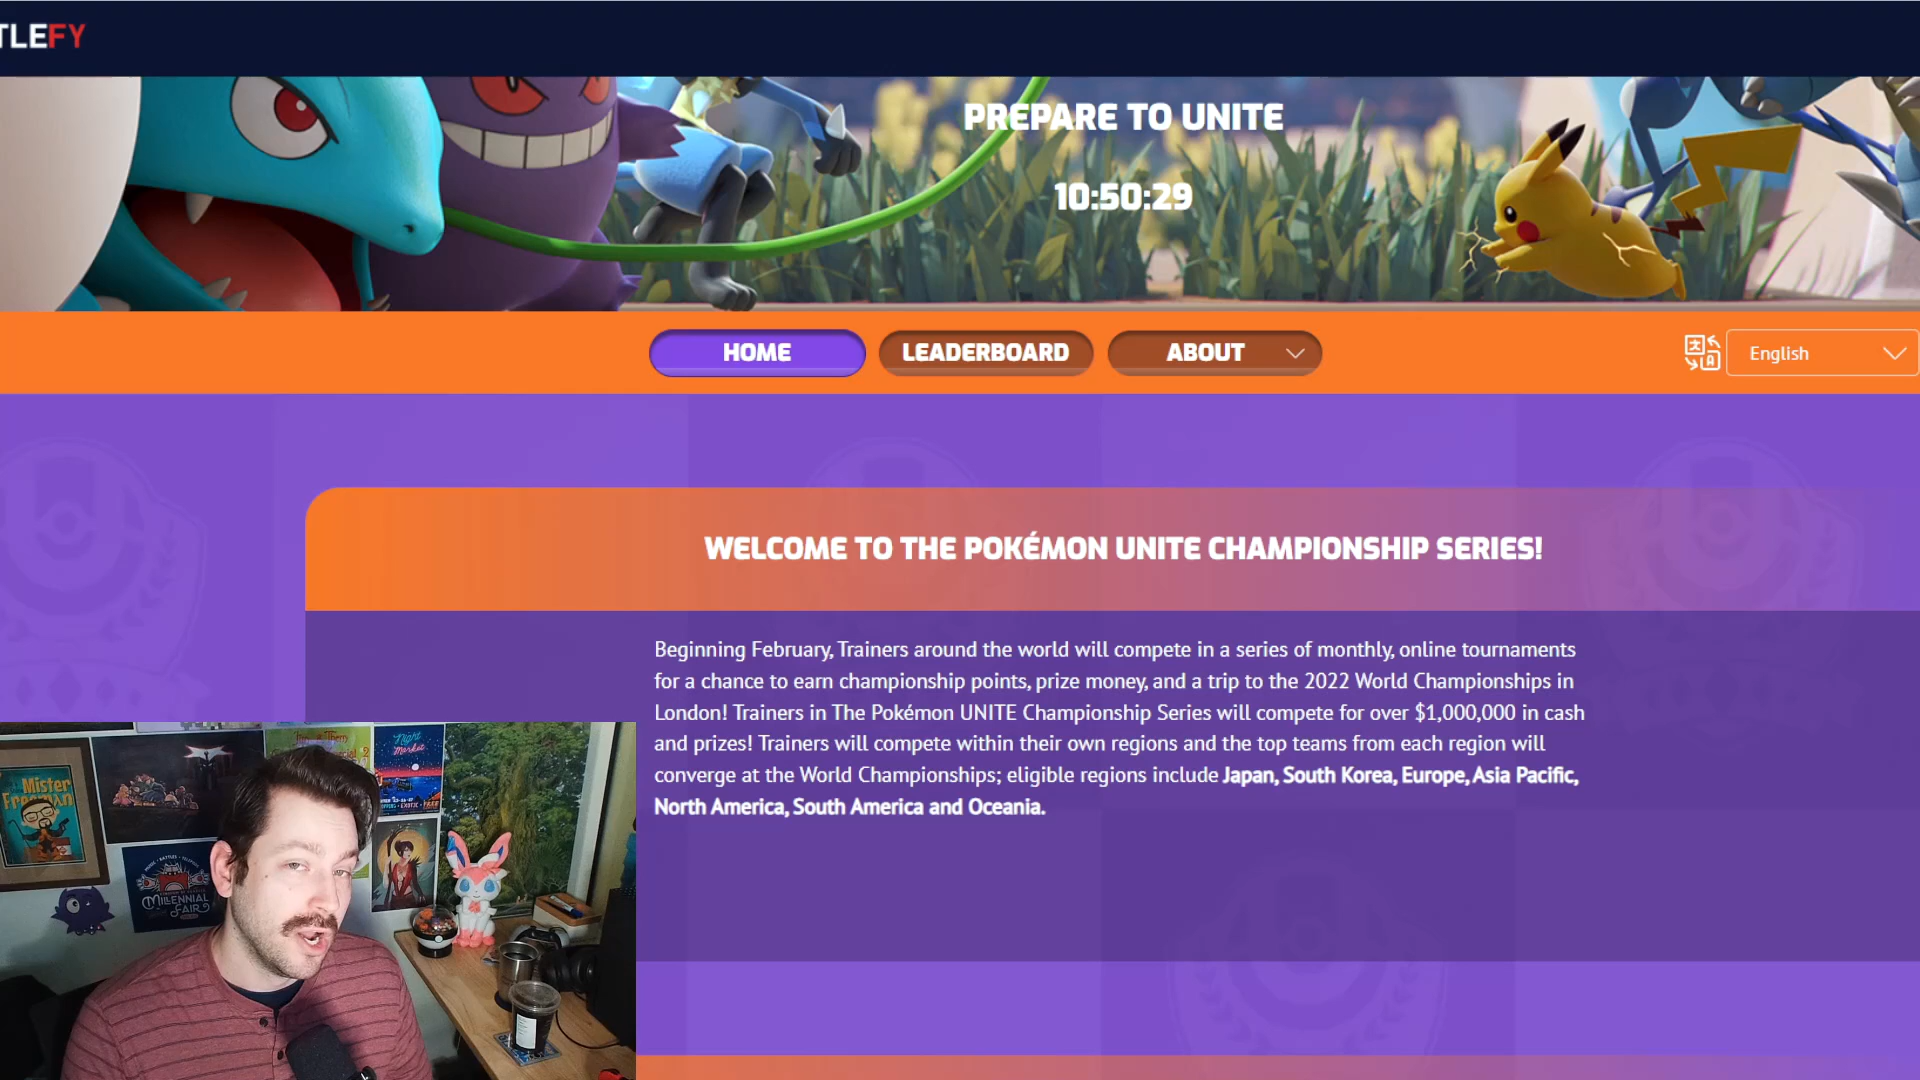 TLEFY
PREPARE TO UNITE
10:50:29
HOME
LEADERBOARD
ABOUT
English
WELCOME TO THE POKÉMON UNITE CHAMPIONSHIP SERIES!
Beginning February, Trainers around the world will compete in a series of monthly, online tournaments
for a chance to earn championship points, prize money, and a trip to the 2022 World Championships in
London! Trainers in The Pokémon UNITE Championship Series will compete for over $1,000,000 in cash
and prizes! Trainers will compete within their own regions and the top teams from each region will
converge at the World Championships; eligible regions include Japan, South Korea, Europe, Asia Pacific,
North America, South America and Oceania.
Mister
Freeman
Night
Market
MILLENNIAL
FAIR